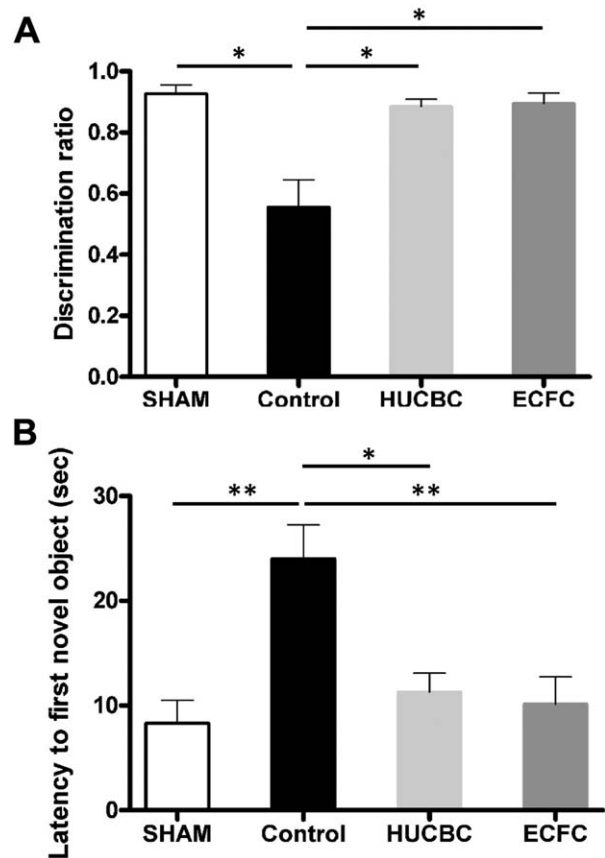 A
*
*
*
Discrimination ratio
1.0
0.8
0.6
0.4
0.2
0.0
SHAM Control HUCBC ECFC
B
*
**
**
Latency to first novel object (sec)
30
20
10
0
SHAM Control HUCBC ECFC